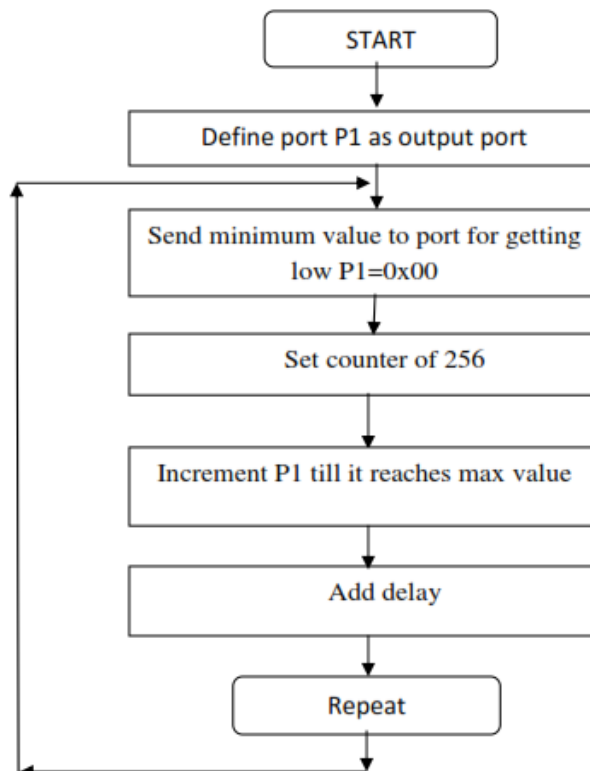 START
Define port P1 as output port
Send minimum value to port for getting
low P1=0x00
Set counter of 256
Increment P1 till it reaches max value
Add delay
Repeat